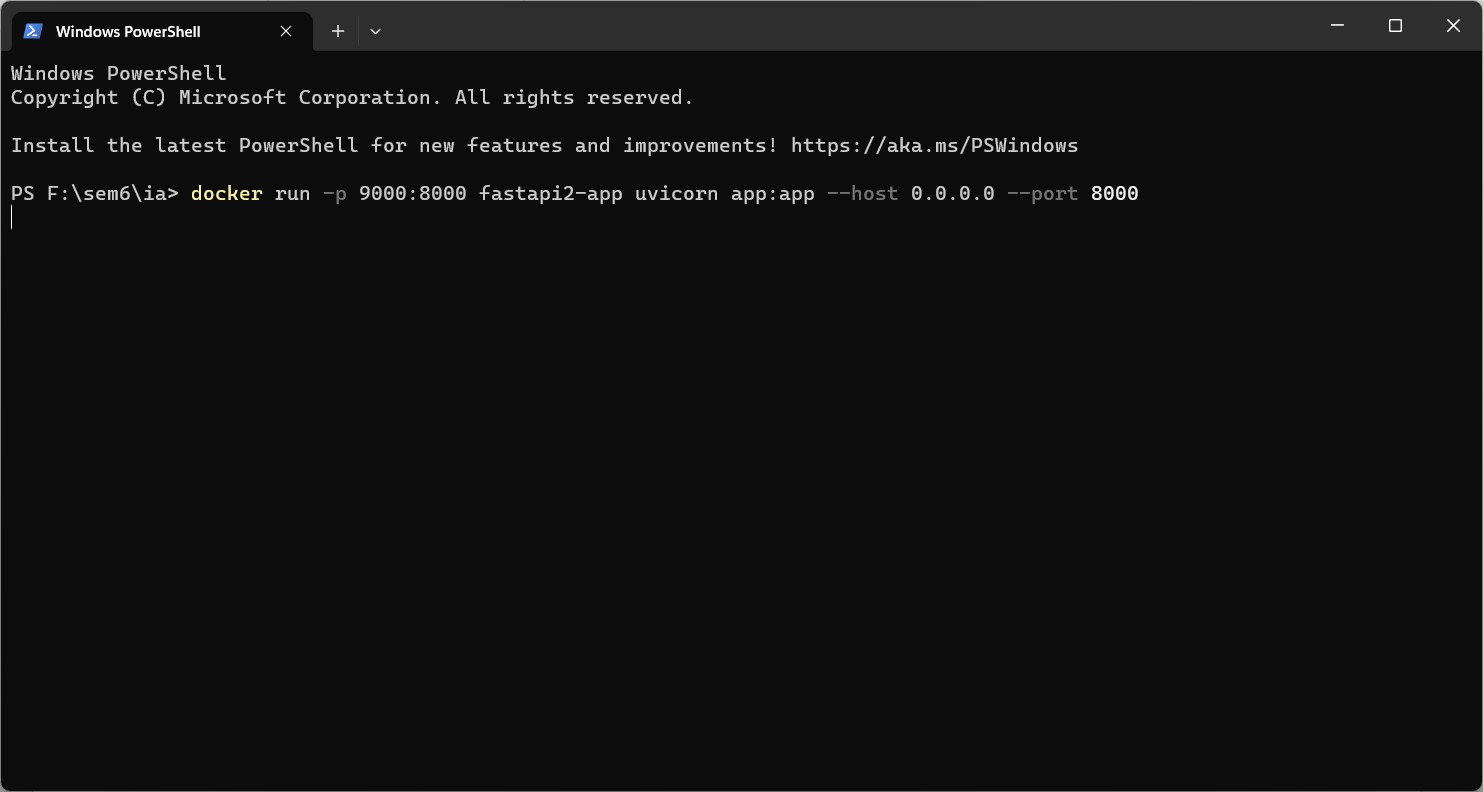 Windows PowerShell
Windows PowerShell
Copyright (C) Microsoft Corporation. All rights reserved.
Install the latest PowerShell for new features and improvements! https://aka.ms/PSWindows
PS F:\sem6\ia> docker run -p 9000:8000 fastapi2-app uvicorn app:app --host 0.0.0.0 --port 8000